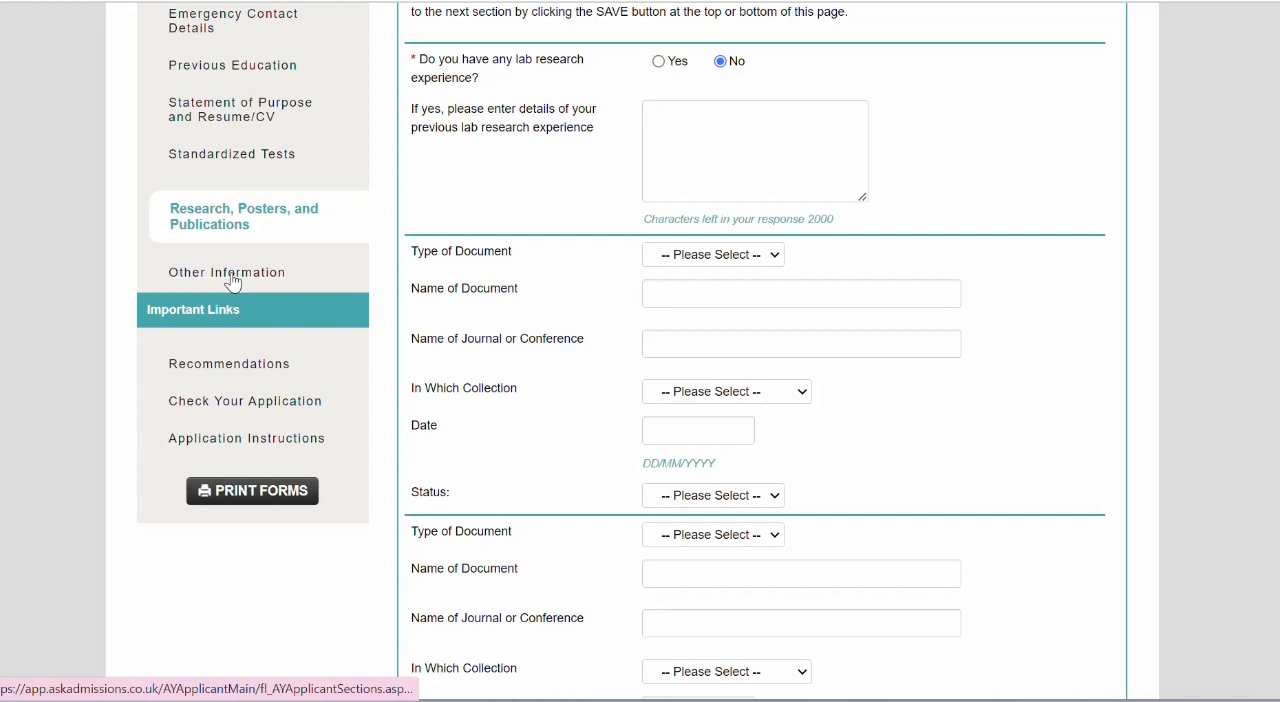 Emergency Contact
Details
Previous Education
Statement of Purpose
and Resume/CV
Standardized Tests
Research, Posters, and
Publications
Other Information
Important Links
Recommendations
Check Your Application
Application Instructions
PRINT FORMS
to the next section by clicking the SAVE button at the top or bottom of this page.
* Do you have any lab research
experience?
Yes No
If yes, please enter details of your
previous lab research experience
Characters left in your response 2000
Type of Document
-- Please Select --
Name of Document
Name of Journal or Conference
In Which Collection
-- Please Select --
Date
DD/MM/YYYY
Status:
-- Please Select --
Type of Document
-- Please Select --
Name of Document
Name of Journal or Conference
In Which Collection
-- Please Select --
ps://app.askadmissions.co.uk/AYApplicantMain/fl_AYApplicantSections.asp...